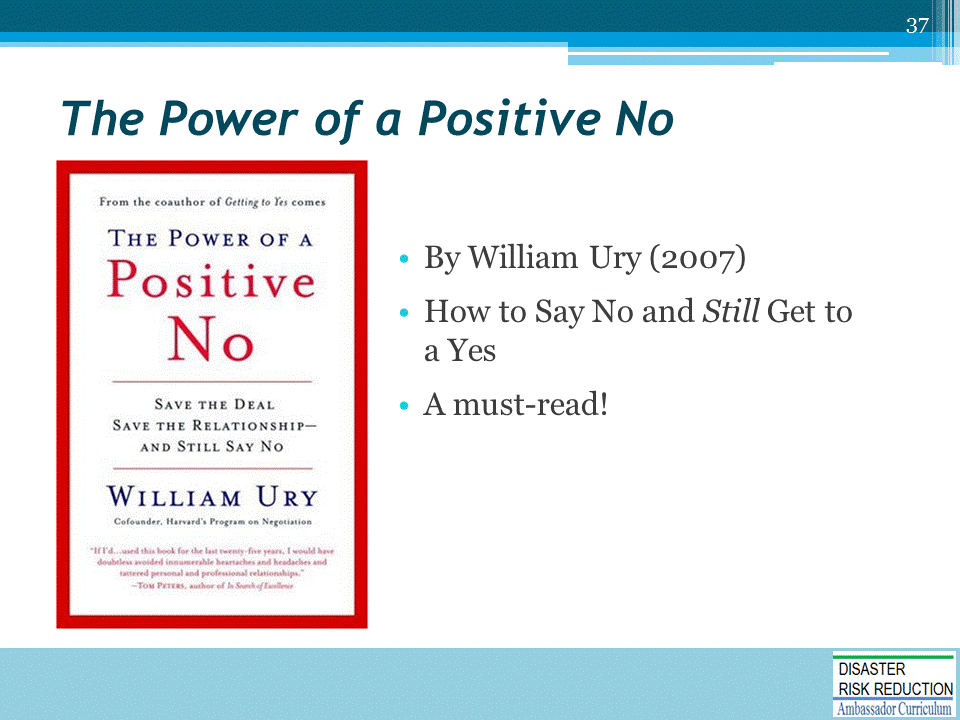 37
The Power of a Positive No
From the coauthor of Getting to Yes comes
THE POWER OF A
Positive
No
SAVE THE DEAL
SAVE THE RELATIONSHIP—
AND STILL SAY NO
WILLIAM URY
Cofounder, Harvard's Program on Negotiation
"If I'd...used this book for the last twenty-five years, I would have
doubtless avoided innumerable heartaches and headaches and
tattered personal and professional relationships."
—TOM PETERS, author of In Search of Excellence
• By William Ury (2007)
• How to Say No and Still Get to
a Yes
• A must-read!
DISASTER
RISK REDUCTION
Ambassador Curriculum